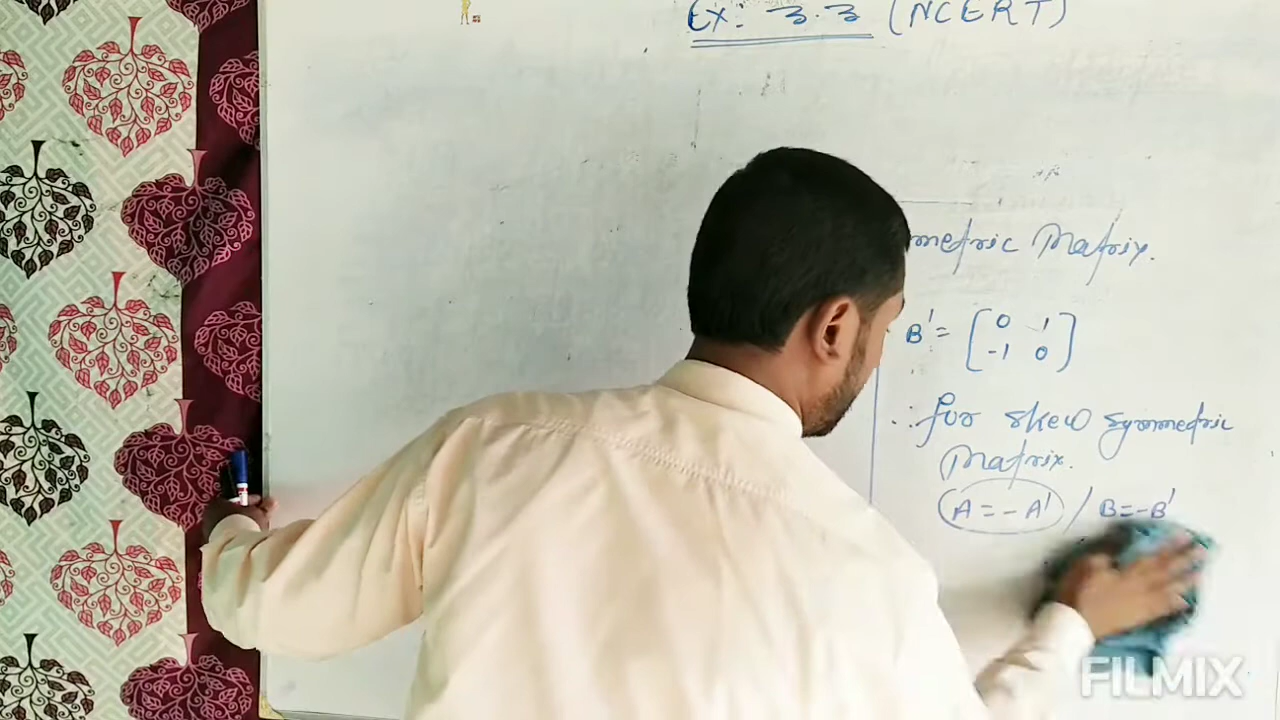 Ex: 3.3 (NCERT)
metric Matrix.
B' = [ 0 1
-1 0 ]
∴ for skew symmetric
Matrix.
A = - A' / B = - B'
FILMIX